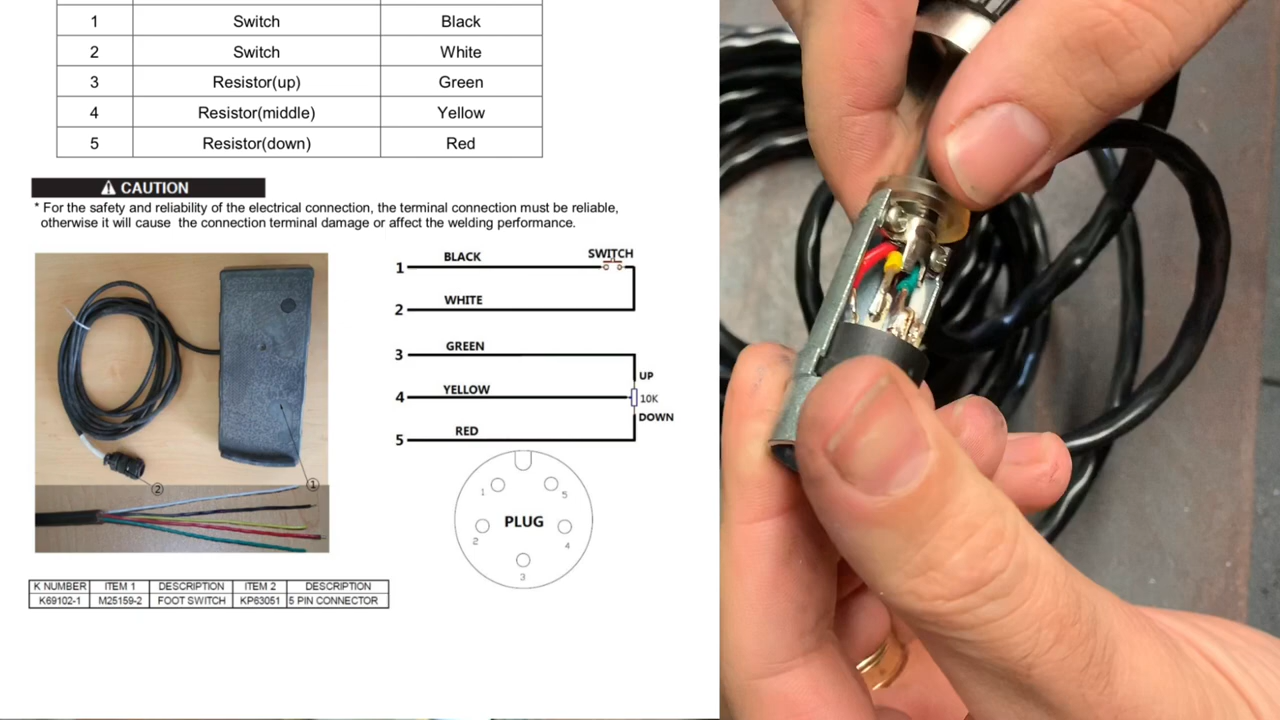 1 Switch Black
2 Switch White
3 Resistor(up) Green
4 Resistor(middle) Yellow
5 Resistor(down) Red
⚠ CAUTION
* For the safety and reliability of the electrical connection, the terminal connection must be reliable,
otherwise it will cause the connection terminal damage or affect the welding performance.
1 BLACK SWITCH
2 WHITE
3 GREEN
UP
4 YELLOW 10K
DOWN
5 RED
② ①
1 5
PLUG
2 4
3
K NUMBER ITEM 1 DESCRIPTION ITEM 2 DESCRIPTION
K69102-1 M25159-2 FOOT SWITCH KP63051 5 PIN CONNECTOR